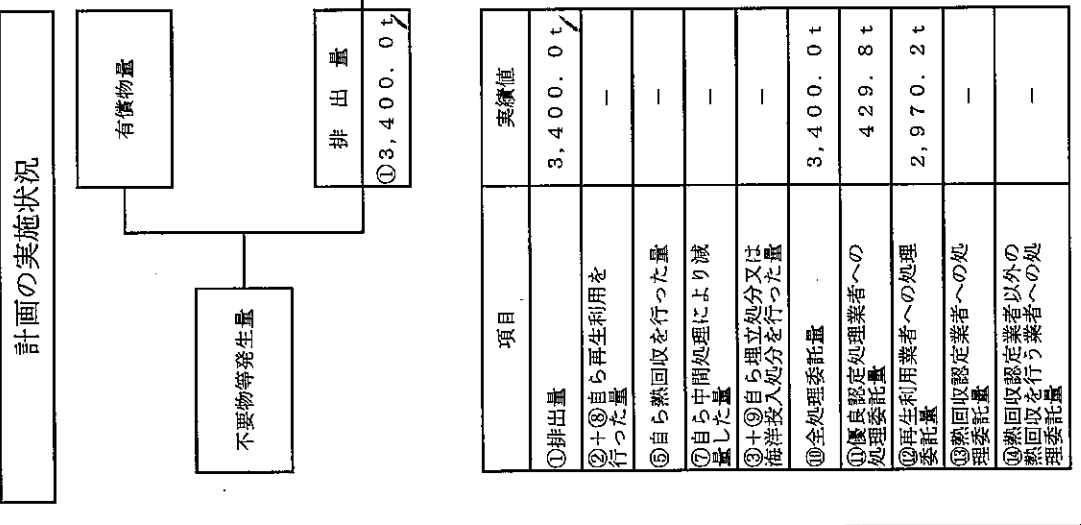 計画の実施状況
有償物量
不要物等発生量
排出量
①3,400.0t
項目 実績値
①排出量 3,400.0t
②+⑧自ら再生利用を
行った量 －
⑤自ら熱回収を行った量 －
⑦自ら中間処理により減
量した量 －
③+⑨自ら埋立処分又は
海洋投入処分を行った量 －
⑩全処理委託量 3,400.0t
⑪優良認定処理業者への
処理委託量 429.8t
⑫再生利用業者への処理
委託量 2,970.2t
⑬熱回収認定業者への処
理委託量 －
⑭熱回収認定業者以外の
熱回収を行う業者への処
理委託量 －